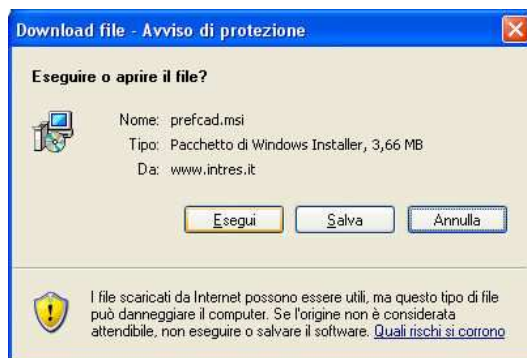 Download file - Avviso di protezione
Eseguire o aprire il file?
Nome: prefcad.msi
Tipo: Pacchetto di Windows Installer, 3,66 MB
Da: www.intres.it
Esegui Salva Annulla
I file scaricati da Internet possono essere utili, ma questo tipo di file
può danneggiare il computer. Se l'origine non è considerata
attendibile, non eseguire o salvare il software. Quali rischi si corrono